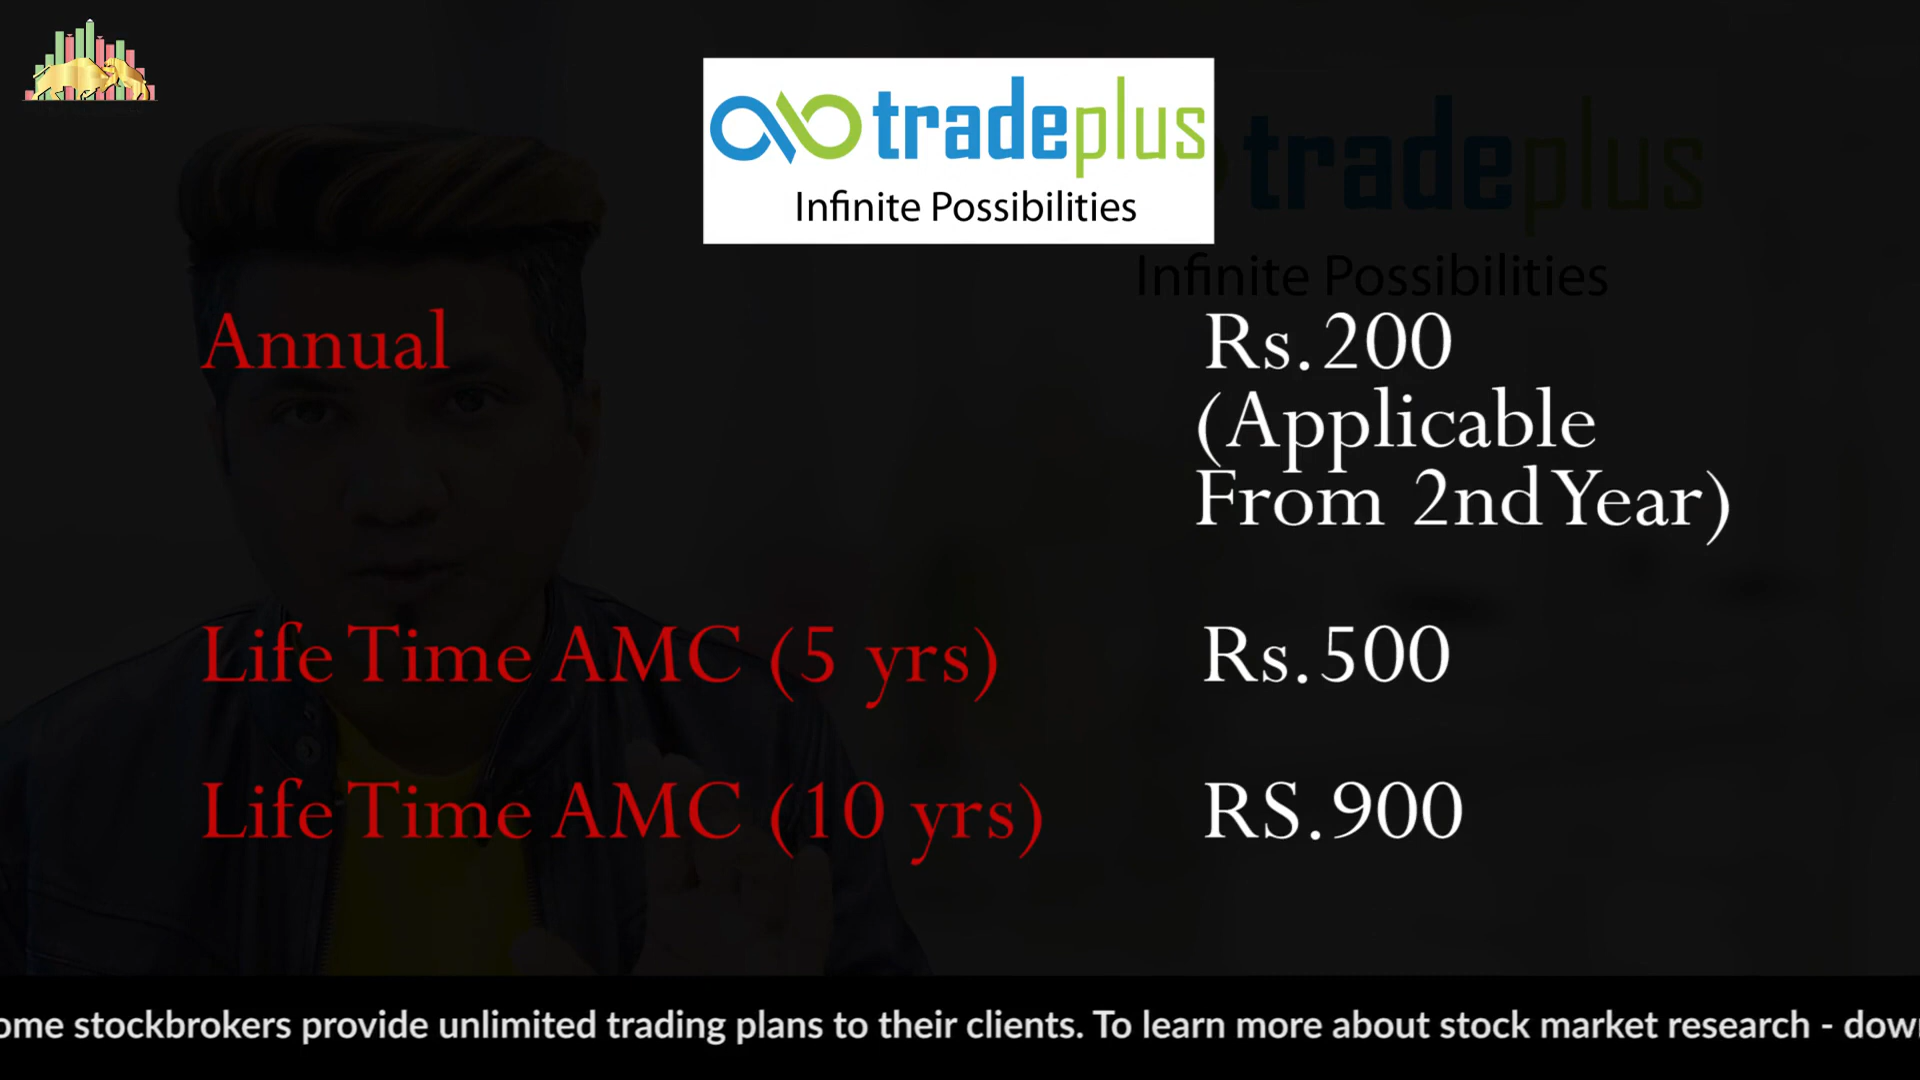 tradeplus
Infinite Possibilities
tradeplus
Infinite Possibilities
Annual
Rs.200
(Applicable
From 2nd Year)
Life Time AMC (5 yrs)
Rs.500
Life Time AMC (10 yrs)
RS.900
ome stockbrokers provide unlimited trading plans to their clients. To learn more about stock market research - dow